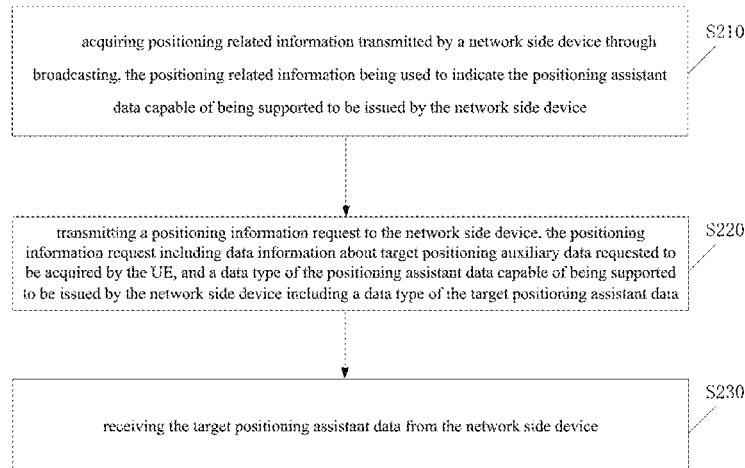 acquiring positioning related information transmitted by a network side device through
broadcasting, the positioning related information being used to indicate the positioning assistant
data capable of being supported to be issued by the network side device
S210
transmitting a positioning information request to the network side device, the positioning
information request including data information about target positioning auxiliary data requested to
be acquired by the UE, and a data type of the positioning assistant data capable of being supported
to be issued by the network side device including a data type of the target positioning assistant data
S220
receiving the target positioning assistant data from the network side device
S230